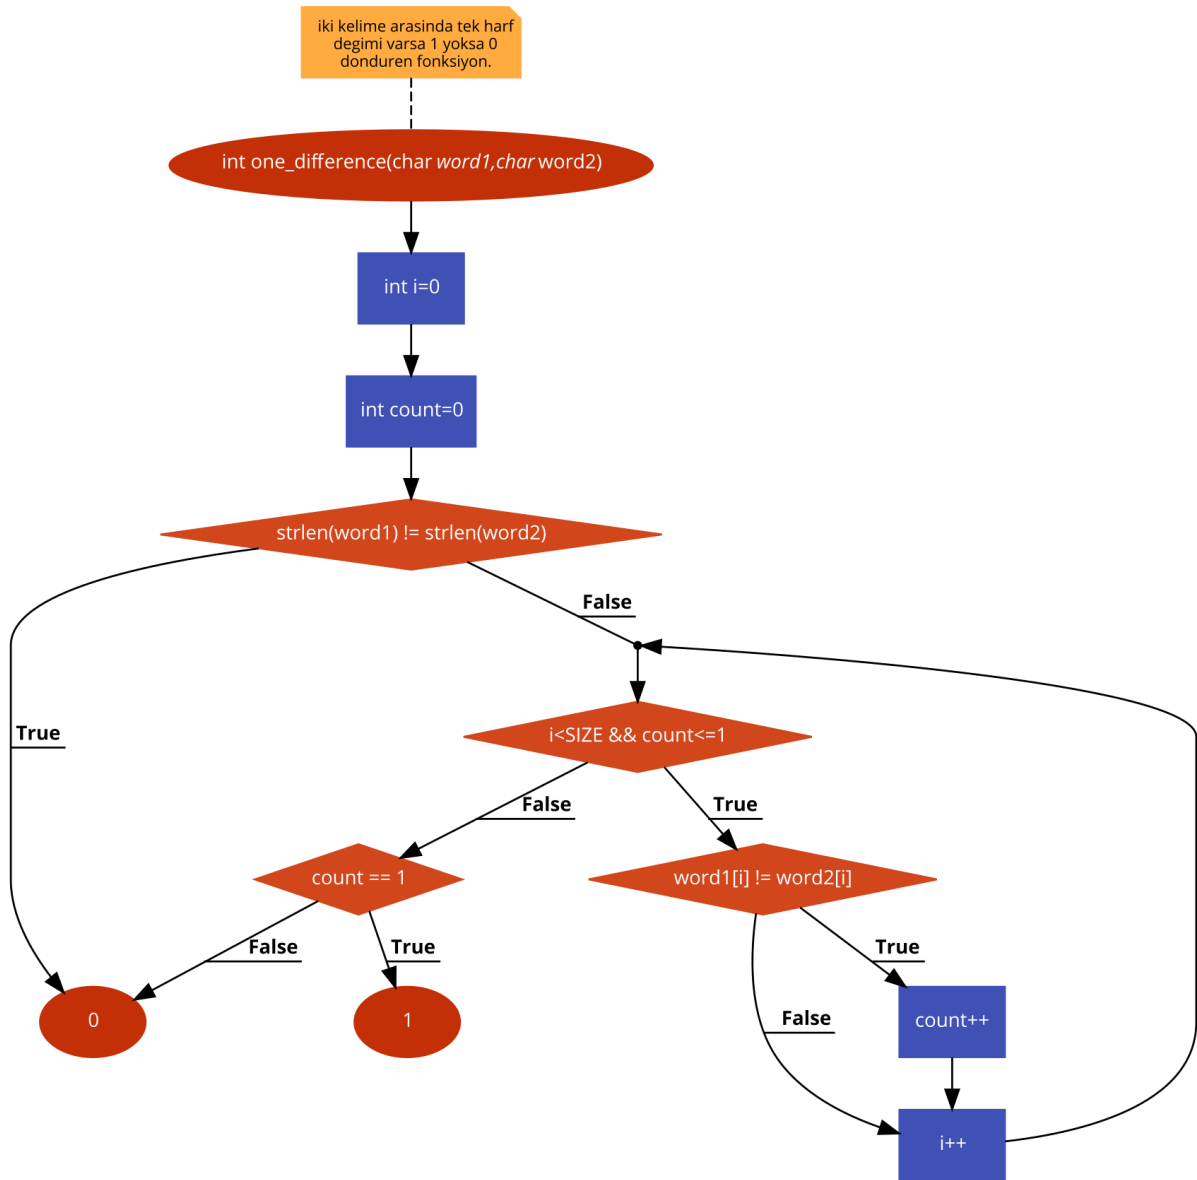 iki kelime arasinda tek harf
degimi varsa 1 yoksa 0
donduren fonksiyon.
int one_difference(char word1,char word2)
int i=0
int count=0
strlen(word1) != strlen(word2)
False
True
i<SIZE && count<=1
False
True
count == 1
word1[i] != word2[i]
False
True
True
0
1
False
count++
i++